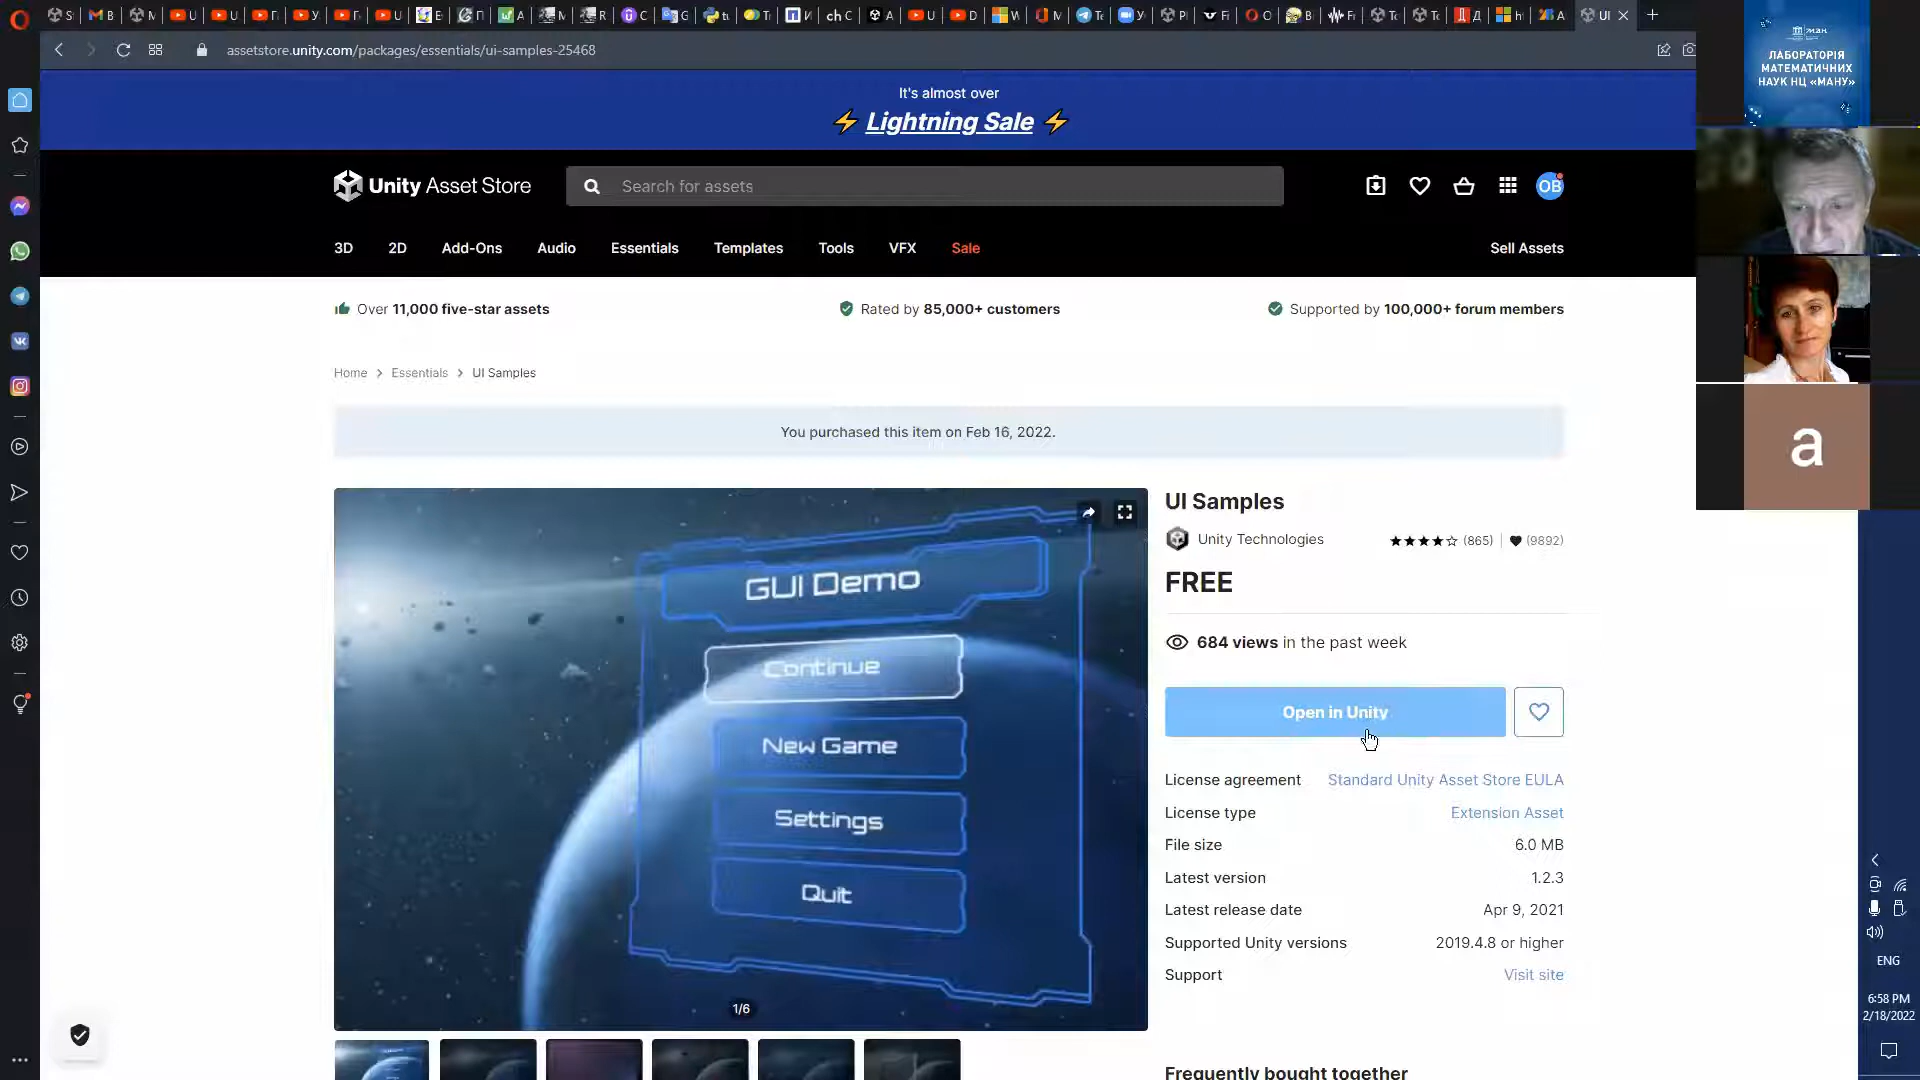 assetstore.unity.com/packages/essentials/ui-samples-25468
It's almost over
Lightning Sale
Unity Asset Store
Search for assets
OB
3D 2D Add-Ons Audio Essentials Templates Tools VFX Sale
Sell Assets
Over 11,000 five-star assets
Rated by 85,000+ customers
Supported by 100,000+ forum members
Home > Essentials > UI Samples
You purchased this item on Feb 16, 2022.
GUI Demo
Continue
New Game
Settings
Quit
1/6
UI Samples
Unity Technologies
(865) | (9892)
FREE
684 views in the past week
Open in Unity
License agreement Standard Unity Asset Store EULA
License type Extension Asset
File size 6.0 MB
Latest version 1.2.3
Latest release date Apr 9, 2021
Supported Unity versions 2019.4.8 or higher
Support Visit site
Frequently bought together
ЛАБОРАТОРІЯ
МАТЕМАТИЧНИХ
НАУК НЦ «МАНУ»
a
ENG
6:58 PM
2/18/2022